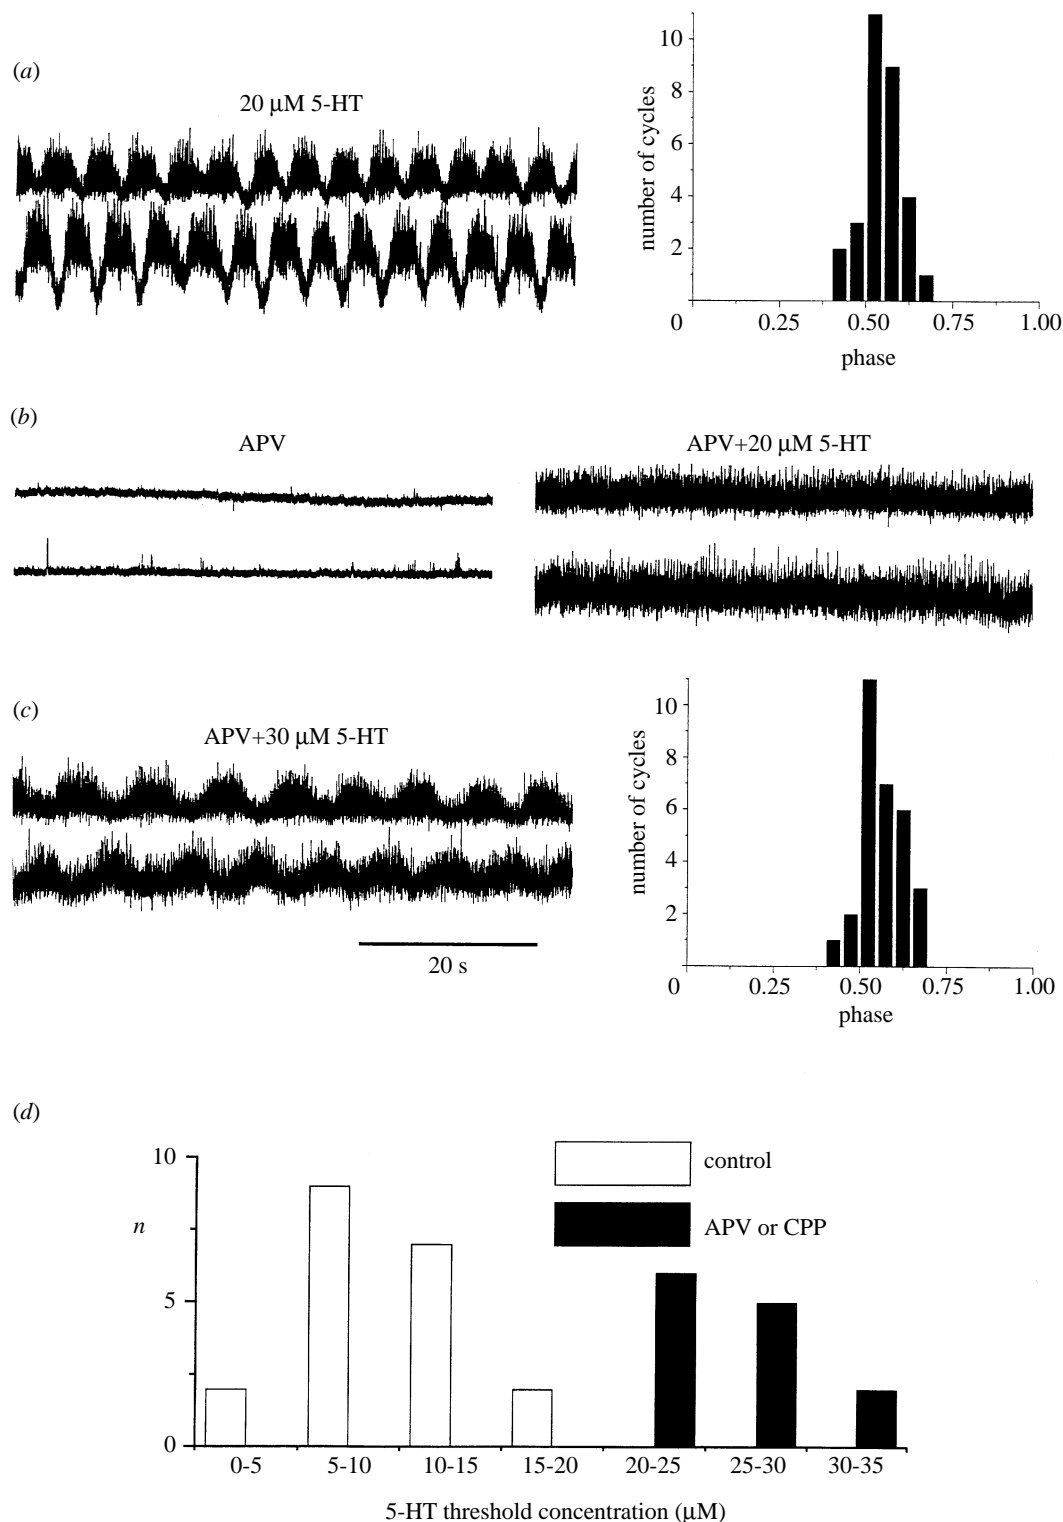 (a)
20 μM 5-HT
number of cycles
10
8
6
4
2
0 0.25 0.50 0.75 1.00
phase
(b)
APV
APV+20 μM 5-HT
(c)
APV+30 μM 5-HT
20 s
number of cycles
10
8
6
4
2
0 0.25 0.50 0.75 1.00
phase
(d)
n
10
5
0
control
APV or CPP
0-5 5-10 10-15 15-20 20-25 25-30 30-35
5-HT threshold concentration (μM)